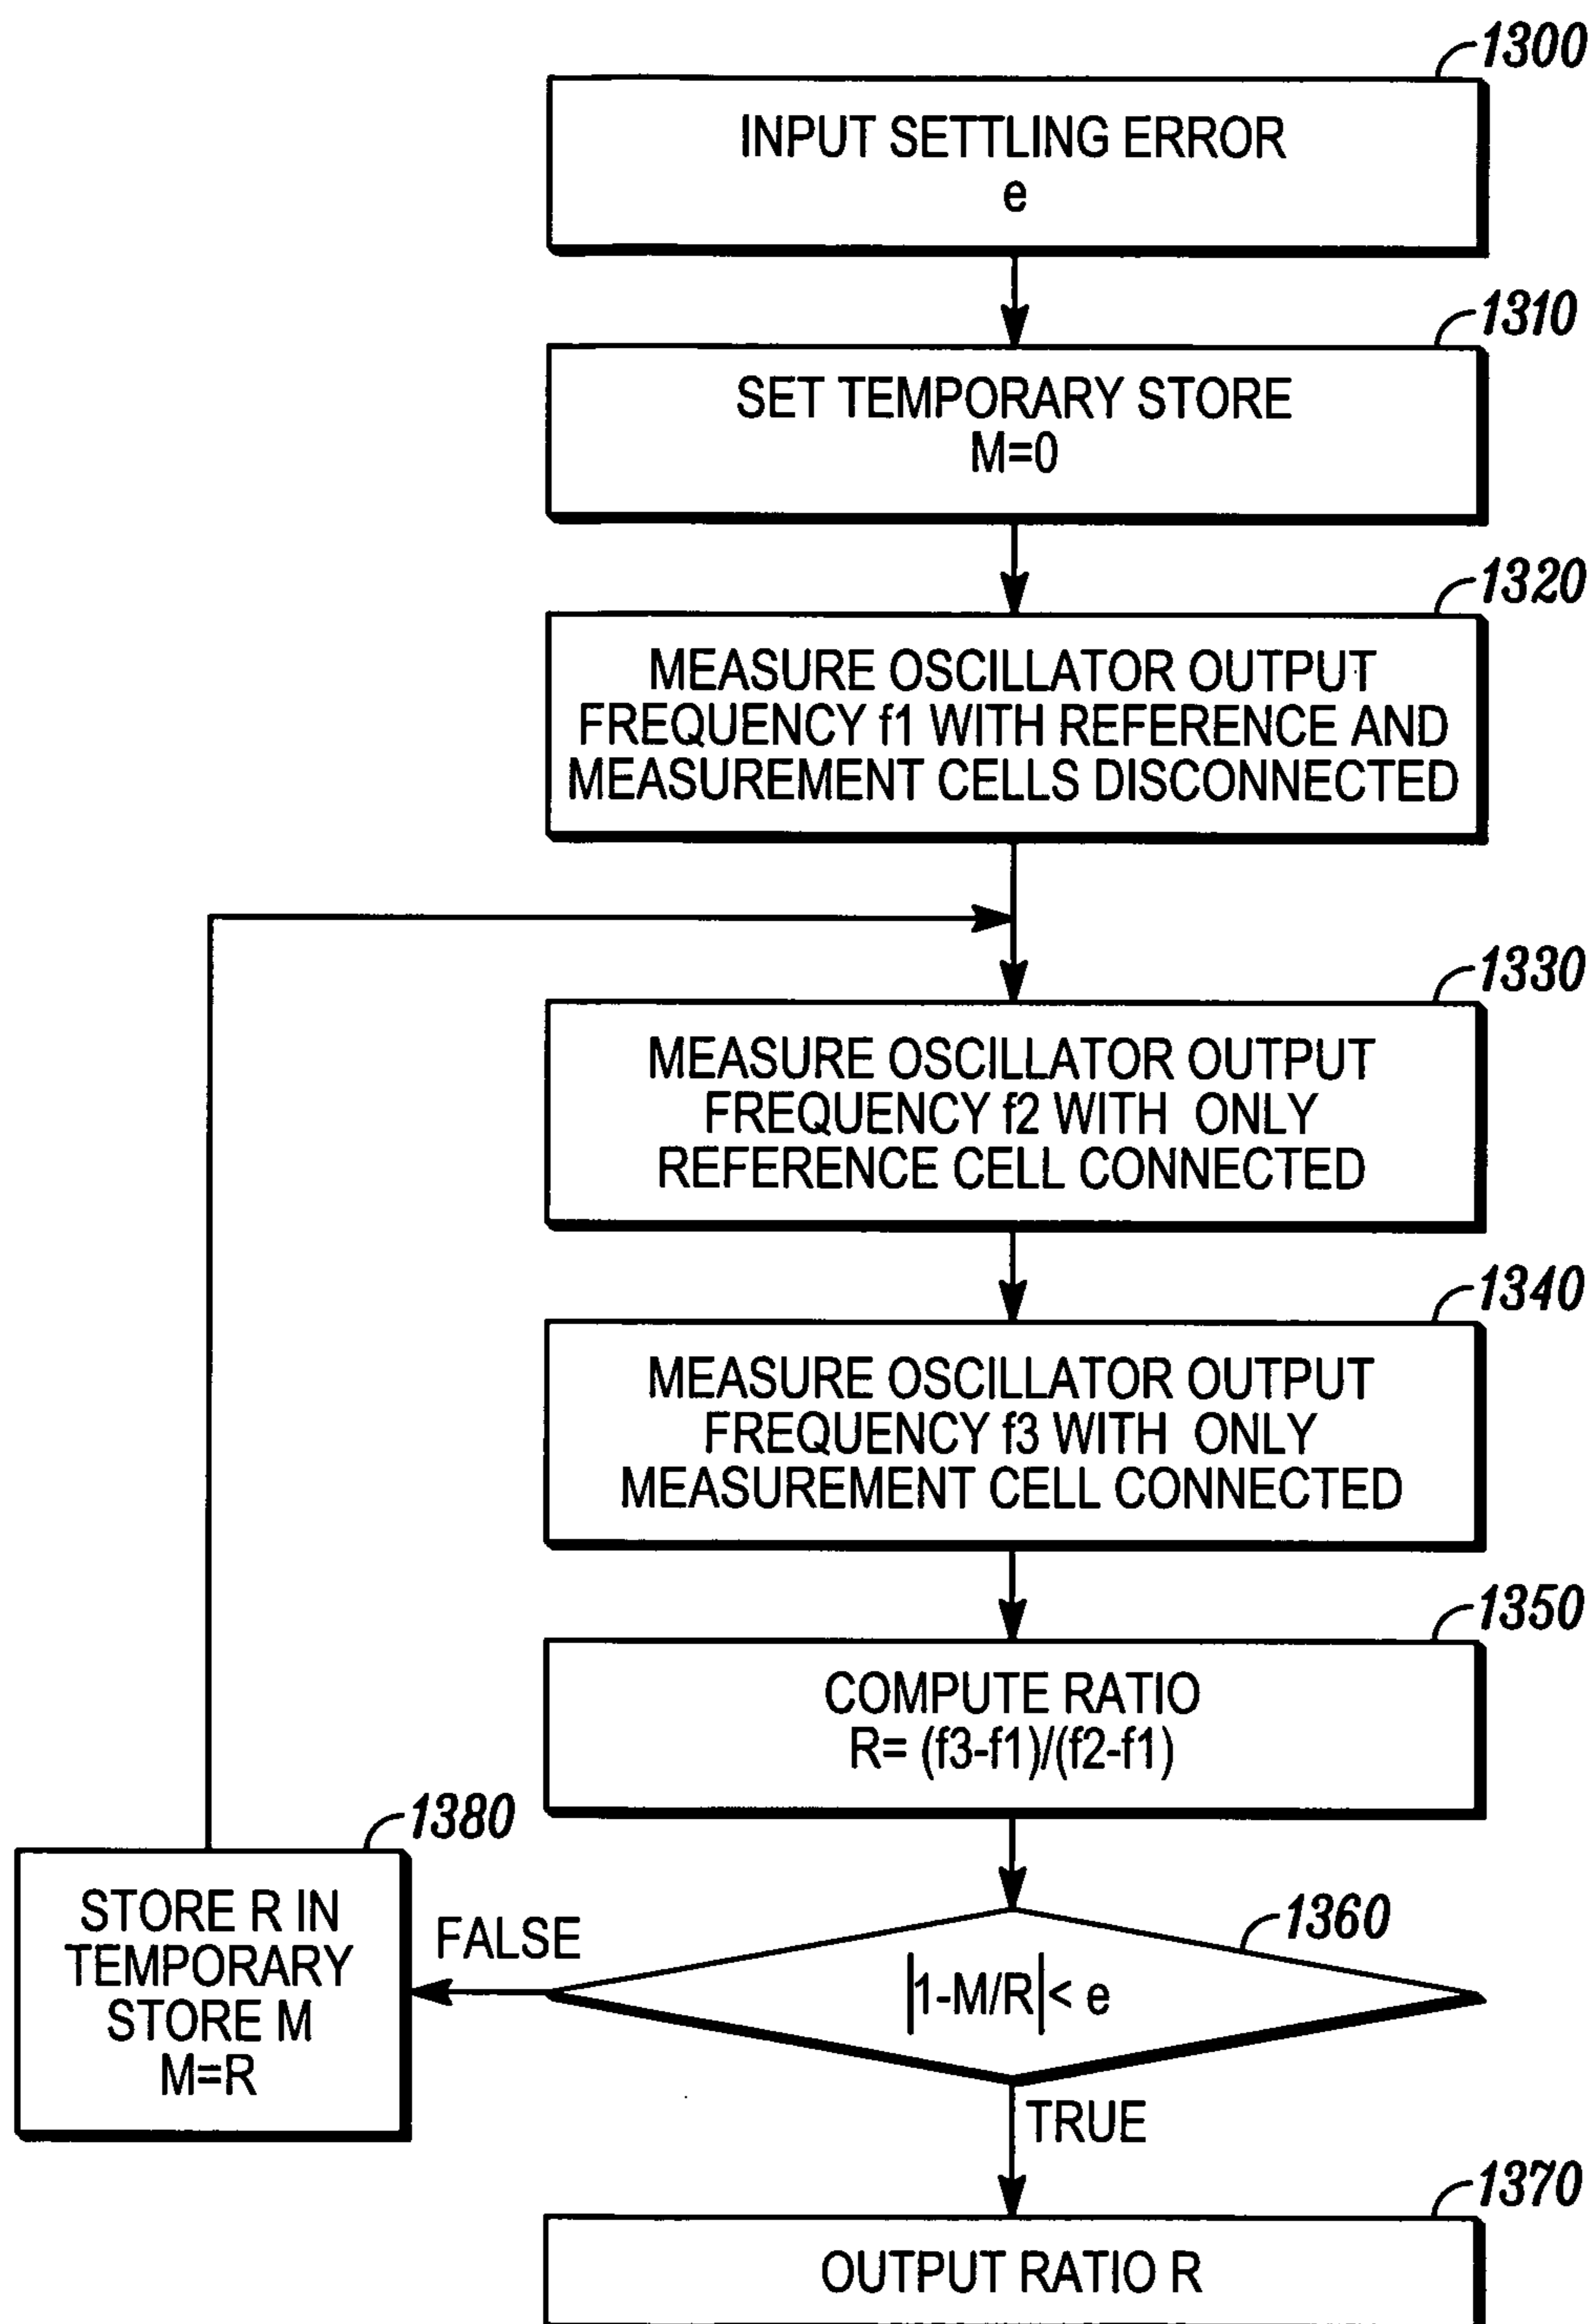 1300
INPUT SETTLING ERROR
e
1310
SET TEMPORARY STORE
M=0
1320
MEASURE OSCILLATOR OUTPUT
FREQUENCY f1 WITH REFERENCE AND
MEASUREMENT CELLS DISCONNECTED
1330
MEASURE OSCILLATOR OUTPUT
FREQUENCY f2 WITH ONLY
REFERENCE CELL CONNECTED
1340
MEASURE OSCILLATOR OUTPUT
FREQUENCY f3 WITH ONLY
MEASUREMENT CELL CONNECTED
1350
COMPUTE RATIO
R= (f3-f1)/(f2-f1)
1380
STORE R IN
TEMPORARY
STORE M
M=R
FALSE
1360
|1-M/R|< e
TRUE
1370
OUTPUT RATIO R